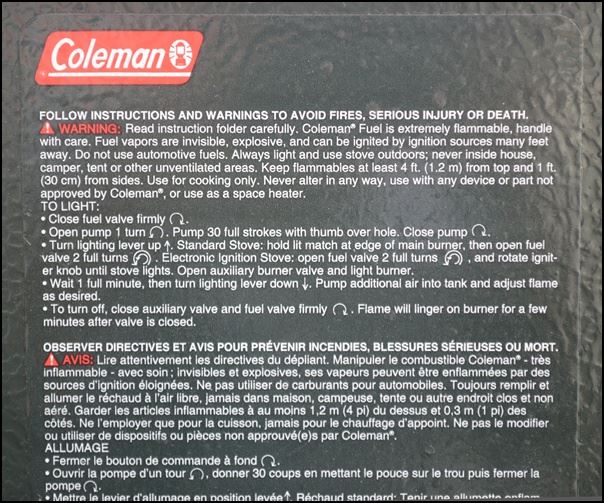 Coleman
FOLLOW INSTRUCTIONS AND WARNINGS TO AVOID FIRES, SERIOUS INJURY OR DEATH.
WARNING: Read instruction folder carefully. Coleman® Fuel is extremely flammable, handle
with care. Fuel vapors are invisible, explosive, and can be ignited by ignition sources many feet
away. Do not use automotive fuels. Always light and use stove outdoors; never inside house,
camper, tent or other unventilated areas. Keep flammables at least 4 ft. (1.2 m) from top and 1 ft.
(30 cm) from sides. Use for cooking only. Never alter in any way, use with any device or part not
approved by Coleman®, or use as a space heater.
TO LIGHT:
• Close fuel valve firmly .
• Open pump 1 turn . Pump 30 full strokes with thumb over hole. Close pump .
• Turn lighting lever up ↑. Standard Stove: hold lit match at edge of main burner, then open fuel
valve 2 full turns . Electronic Ignition Stove: open fuel valve 2 full turns , and rotate ignit-
er knob until stove lights. Open auxiliary burner valve and light burner.
• Wait 1 full minute, then turn lighting lever down ↓. Pump additional air into tank and adjust flame
as desired.
• To turn off, close auxiliary valve and fuel valve firmly . Flame will linger on burner for a few
minutes after valve is closed.
OBSERVER DIRECTIVES ET AVIS POUR PRÉVENIR INCENDIES, BLESSURES SÉRIEUSES OU MORT.
AVIS: Lire attentivement les directives du dépliant. Manipuler le combustible Coleman® - très
inflammable - avec soin ; invisibles et explosives, ses vapeurs peuvent être enflammées par des
sources d'ignition éloignées. Ne pas utiliser de carburants pour automobiles. Toujours remplir et
allumer le réchaud à l'air libre, jamais dans maison, campeuse, tente ou autre endroit clos et non
aéré. Garder les articles inflammables à au moins 1,2 m (4 pi) du dessus et 0,3 m (1 pi) des
côtés. Ne l'employer que pour la cuisson, jamais pour le chauffage d'appoint. Ne pas le modifier
ou utiliser de dispositifs ou pièces non approuvé(e)s par Coleman®.
ALLUMAGE
• Fermer le bouton de commande à fond .
• Ouvrir la pompe d'un tour , donner 30 coups en mettant le pouce sur le trou puis fermer la
pompe .
• Mettre le levier d'allumage en position levée ↑. Réchaud standard: Tenir une allumette enflam